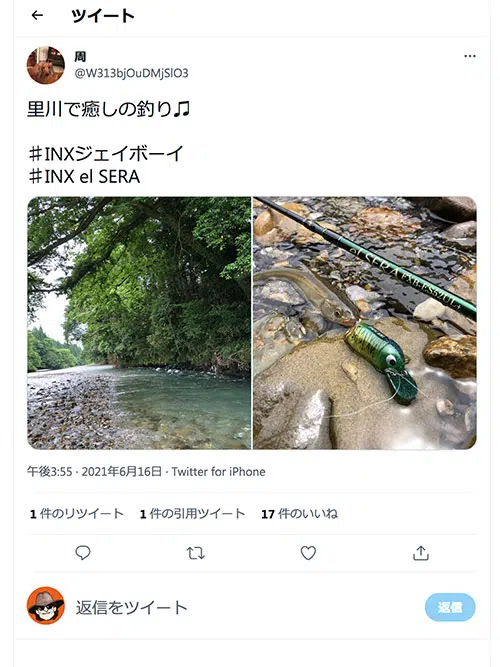 ← ツイート
周
@W313bjOuDMjSlO3
里川で癒しの釣り♫
♯INXジェイボーイ
♯INX el SERA
el SERA
午後3:55 · 2021年6月16日 · Twitter for iPhone
1 件のリツイート 1 件の引用ツイート 17 件のいいね
返信をツイート 返信